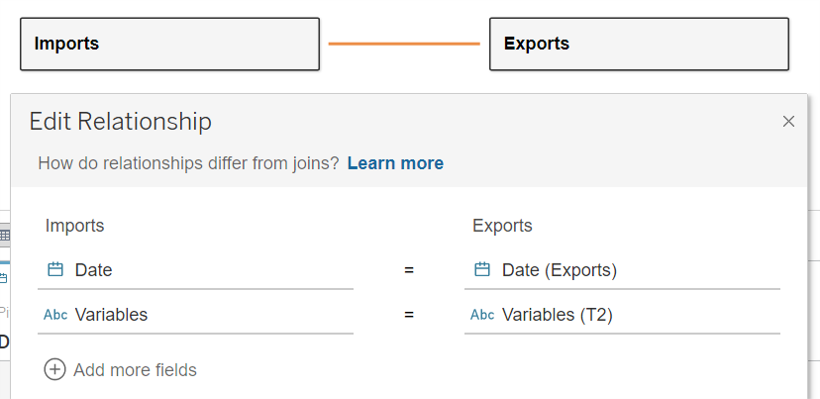 Imports Exports
Edit Relationship
How do relationships differ from joins? Learn more
Imports Exports
Date = Date (Exports)
Abc Variables = Abc Variables (T2)
Add more fields
Pi
D